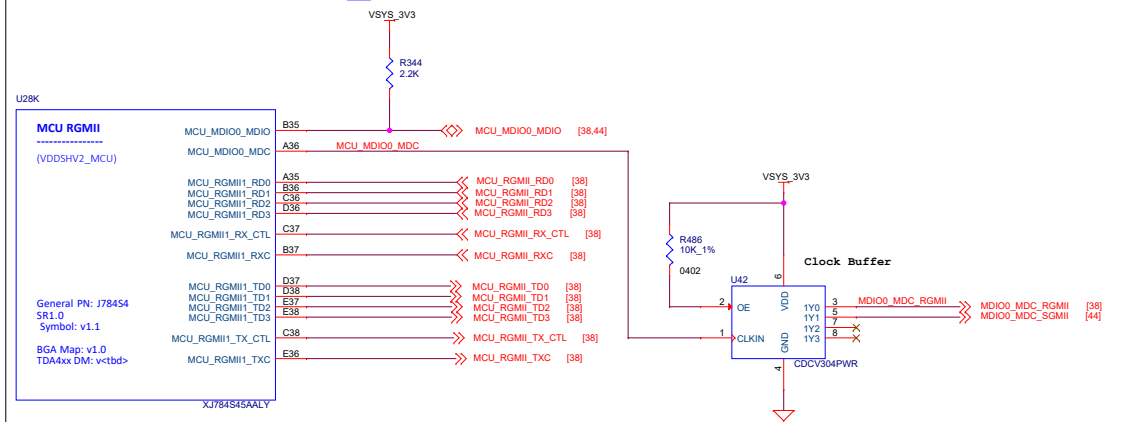 VSYS_3V3
R344
2.2K
U28K
MCU RGMII
----------------
(VDDSHV2_MCU)
MCU_MDIO0_MDIO B35 MCU_MDIO0_MDIO [38,44]
MCU_MDIO0_MDC A36 MCU_MDIO0_MDC
MCU_RGMII1_RD0 A35 MCU_RGMII_RD0 [38]
MCU_RGMII1_RD1 B36 MCU_RGMII_RD1 [38]
MCU_RGMII1_RD2 C36 MCU_RGMII_RD2 [38]
MCU_RGMII1_RD3 D36 MCU_RGMII_RD3 [38]
MCU_RGMII1_RX_CTL C37 MCU_RGMII_RX_CTL [38]
MCU_RGMII1_RXC B37 MCU_RGMII_RXC [38]
MCU_RGMII1_TD0 D37 MCU_RGMII_TD0 [38]
MCU_RGMII1_TD1 D38 MCU_RGMII_TD1 [38]
MCU_RGMII1_TD2 E37 MCU_RGMII_TD2 [38]
MCU_RGMII1_TD3 E38 MCU_RGMII_TD3 [38]
MCU_RGMII1_TX_CTL C38 MCU_RGMII_TX_CTL [38]
MCU_RGMII1_TXC E36 MCU_RGMII_TXC [38]
General PN: J784S4
SR1.0
Symbol: v1.1
BGA Map: v1.0
TDA4xx DM: v<tbd>
XJ784S45AALY
VSYS_3V3
R486
10K_1%
0402
Clock Buffer
U42
6
VDD
2 OE
1 CLKIN
1Y0 3 MDIO0_MDC_RGMII MDIO0_MDC_RGMII [38]
1Y1 5 MDIO0_MDC_SGMII [44]
1Y2 7
1Y3 8
GND
4
CDCV304PWR